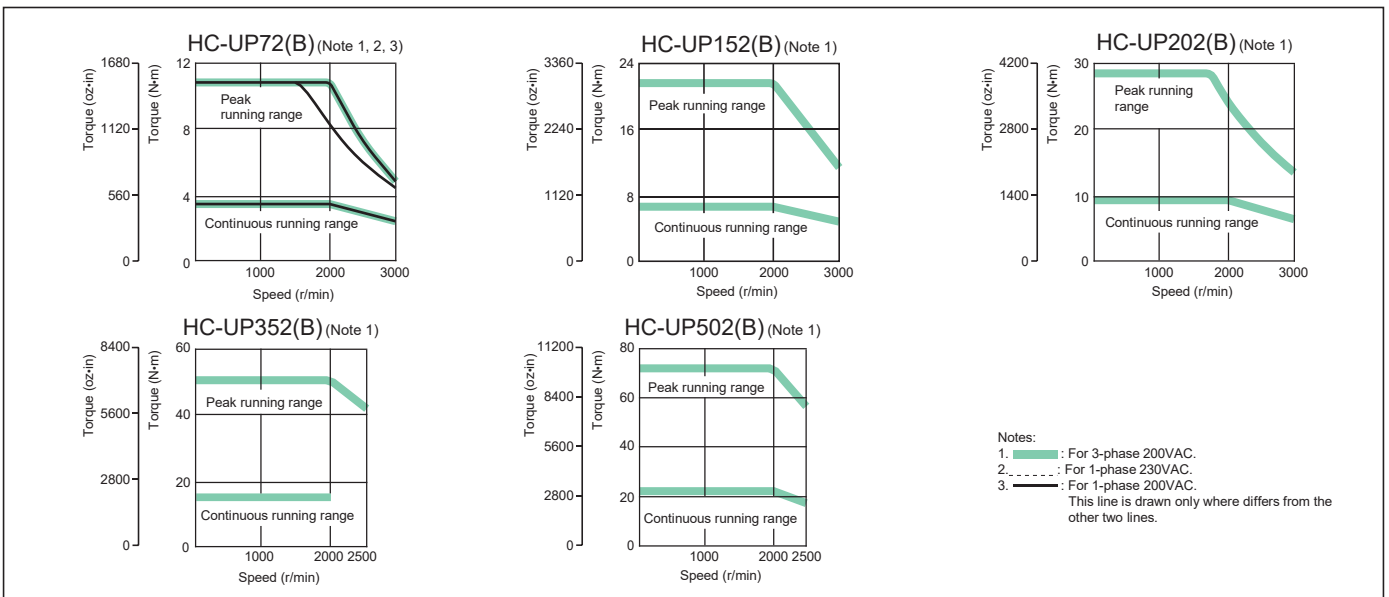 HC-UP72(B) (Note 1, 2, 3)
Torque (oz•in)
1680
1120
560
0
Torque (N•m)
12
8
4
0
Peak
running range
Continuous running range
1000 2000 3000
Speed (r/min)
HC-UP152(B) (Note 1)
Torque (oz•in)
3360
2240
1120
0
Torque (N•m)
24
16
8
0
Peak running range
Continuous running range
1000 2000 3000
Speed (r/min)
HC-UP202(B) (Note 1)
Torque (oz•in)
4200
2800
1400
0
Torque (N•m)
30
20
10
0
Peak running
range
Continuous running range
1000 2000 3000
Speed (r/min)
HC-UP352(B) (Note 1)
Torque (oz•in)
8400
5600
2800
0
Torque (N•m)
60
40
20
0
Peak running range
Continuous running range
1000 2000 2500
Speed (r/min)
HC-UP502(B) (Note 1)
Torque (oz•in)
11200
8400
5600
2800
0
Torque (N•m)
80
60
40
20
0
Peak running range
Continuous running range
1000 2000 2500
Speed (r/min)
Notes:
1. : For 3-phase 200VAC.
2. : For 1-phase 230VAC.
3. : For 1-phase 200VAC.
This line is drawn only where differs from the
other two lines.